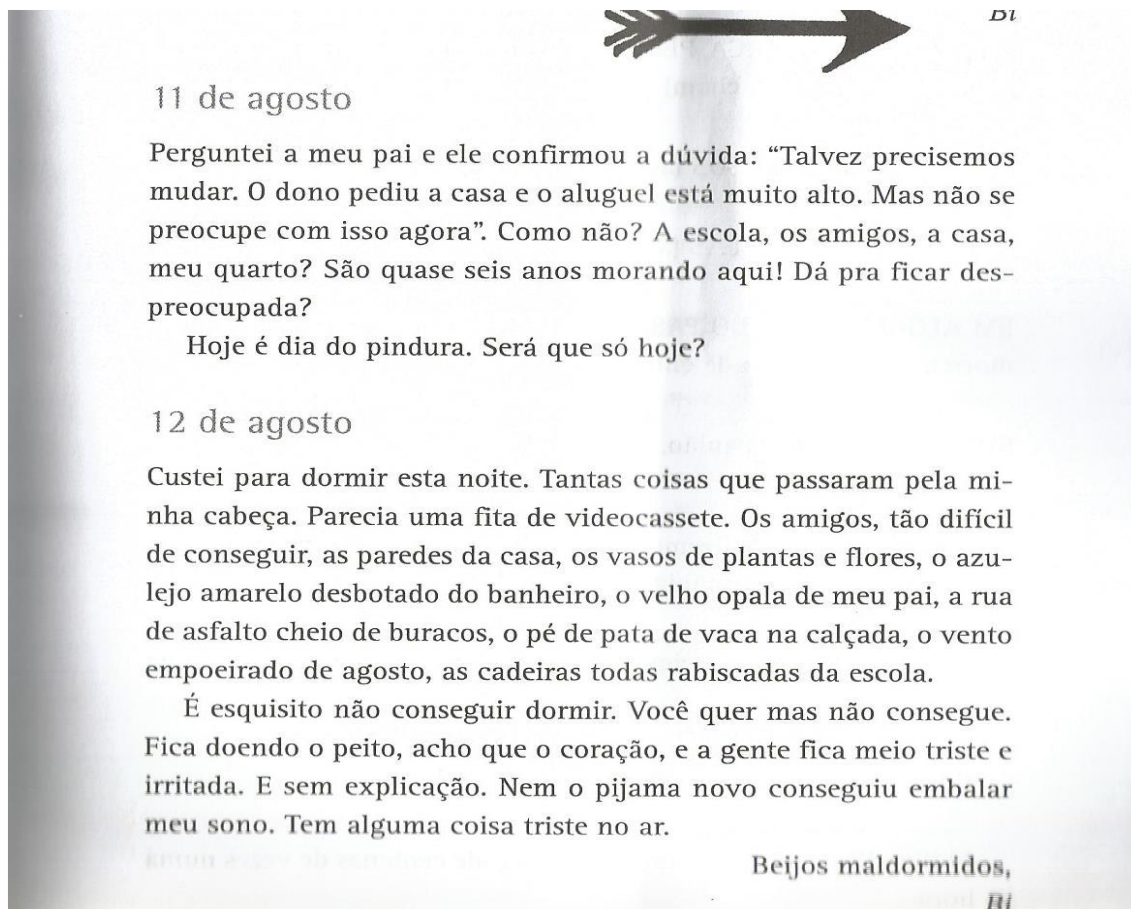 Bi
11 de agosto
Perguntei a meu pai e ele confirmou a dúvida: “Talvez precisemos
mudar. O dono pediu a casa e o aluguel está muito alto. Mas não se
preocupe com isso agora”. Como não? A escola, os amigos, a casa,
meu quarto? São quase seis anos morando aqui! Dá pra ficar des-
preocupada?
Hoje é dia do pindura. Será que só hoje?
12 de agosto
Custei para dormir esta noite. Tantas coisas que passaram pela mi-
nha cabeça. Parecia uma fita de videocassete. Os amigos, tão difícil
de conseguir, as paredes da casa, os vasos de plantas e flores, o azu-
lejo amarelo desbotado do banheiro, o velho opala de meu pai, a rua
de asfalto cheio de buracos, o pé de pata de vaca na calçada, o vento
empoeirado de agosto, as cadeiras todas rabiscadas da escola.
É esquisito não conseguir dormir. Você quer mas não consegue.
Fica doendo o peito, acho que o coração, e a gente fica meio triste e
irritada. E sem explicação. Nem o pijama novo conseguiu embalar
meu sono. Tem alguma coisa triste no ar.
Beijos maldormidos,
Bi